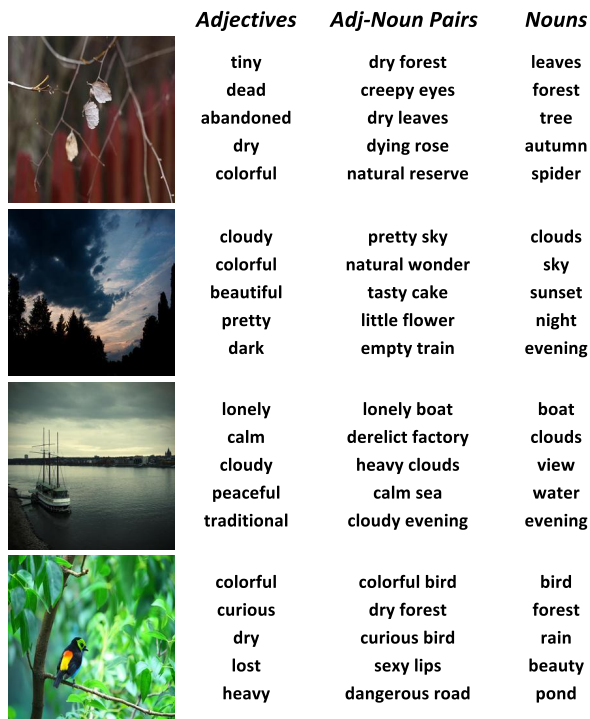 Adjectives Adj-Noun Pairs Nouns
tiny dry forest leaves
dead creepy eyes forest
abandoned dry leaves tree
dry dying rose autumn
colorful natural reserve spider
cloudy pretty sky clouds
colorful natural wonder sky
beautiful tasty cake sunset
pretty little flower night
dark empty train evening
lonely lonely boat boat
calm derelict factory clouds
cloudy heavy clouds view
peaceful calm sea water
traditional cloudy evening evening
colorful colorful bird bird
curious dry forest forest
dry curious bird rain
lost sexy lips beauty
heavy dangerous road pond